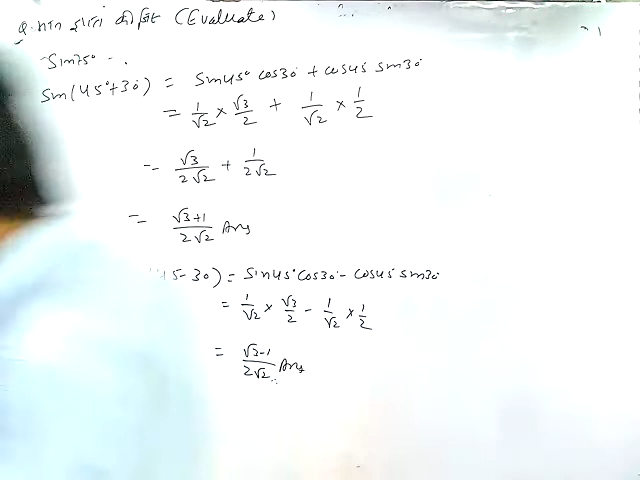 Q. मान ज्ञात कीजिए (Evaluate)
Sin75°
Sin(45°+30) = Sin45° cos30 + cos45 sin30
= 1/√2 × √3/2 + 1/√2 × 1/2
= √3/2√2 + 1/2√2
= √3+1/2√2 Ans
45-30) = Sin45° cos30 - cos45 sin30
= 1/√2 × √3/2 - 1/√2 × 1/2
= √3-1/2√2 Ans